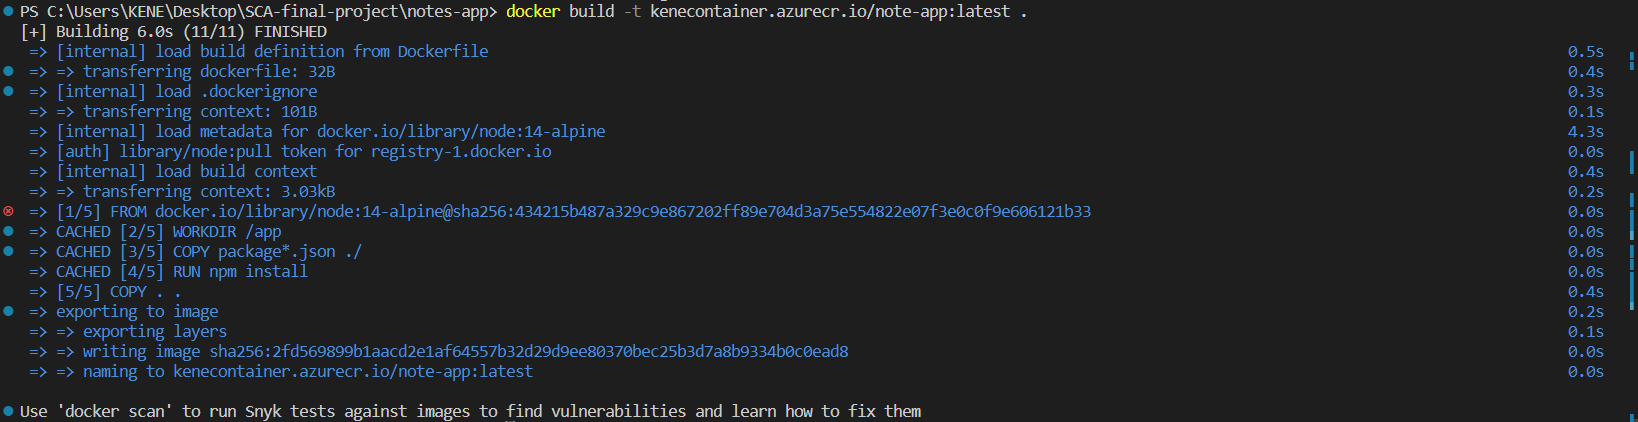 PS C:\Users\KENE\Desktop\SCA-final-project\notes-app> docker build -t kenecontainer.azurecr.io/note-app:latest .
[+] Building 6.0s (11/11) FINISHED
=> [internal] load build definition from Dockerfile 0.5s
=> => transferring dockerfile: 32B 0.4s
=> [internal] load .dockerignore 0.3s
=> => transferring context: 101B 0.1s
=> [internal] load metadata for docker.io/library/node:14-alpine 4.3s
=> [auth] library/node:pull token for registry-1.docker.io 0.0s
=> [internal] load build context 0.4s
=> => transferring context: 3.03kB 0.2s
=> [1/5] FROM docker.io/library/node:14-alpine@sha256:434215b487a329c9e867202ff89e704d3a75e554822e07f3e0c0f9e606121b33 0.0s
=> CACHED [2/5] WORKDIR /app 0.0s
=> CACHED [3/5] COPY package*.json ./ 0.0s
=> CACHED [4/5] RUN npm install 0.0s
=> [5/5] COPY . . 0.4s
=> exporting to image 0.2s
=> => exporting layers 0.1s
=> => writing image sha256:2fd569899b1aacd2e1af64557b32d29d9ee80370bec25b3d7a8b9334b0c0ead8 0.0s
=> => naming to kenecontainer.azurecr.io/note-app:latest 0.0s
Use 'docker scan' to run Snyk tests against images to find vulnerabilities and learn how to fix them